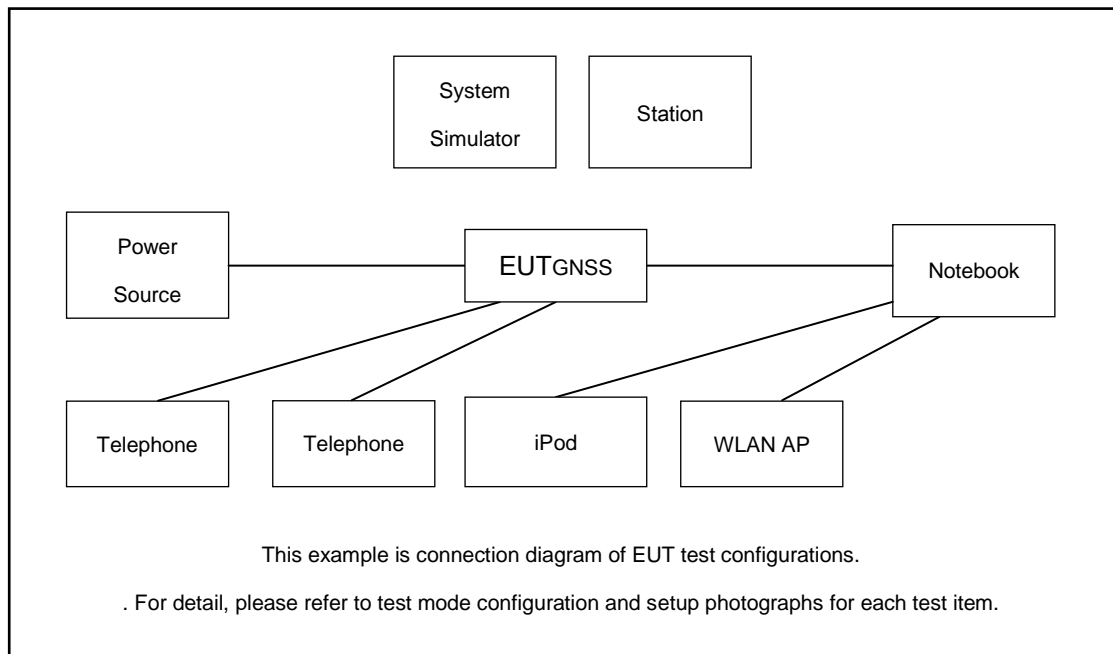 System
Simulator
Station
Power
Source
EUTGNSS
Notebook
Telephone
Telephone
iPod
WLAN AP
This example is connection diagram of EUT test configurations.
. For detail, please refer to test mode configuration and setup photographs for each test item.